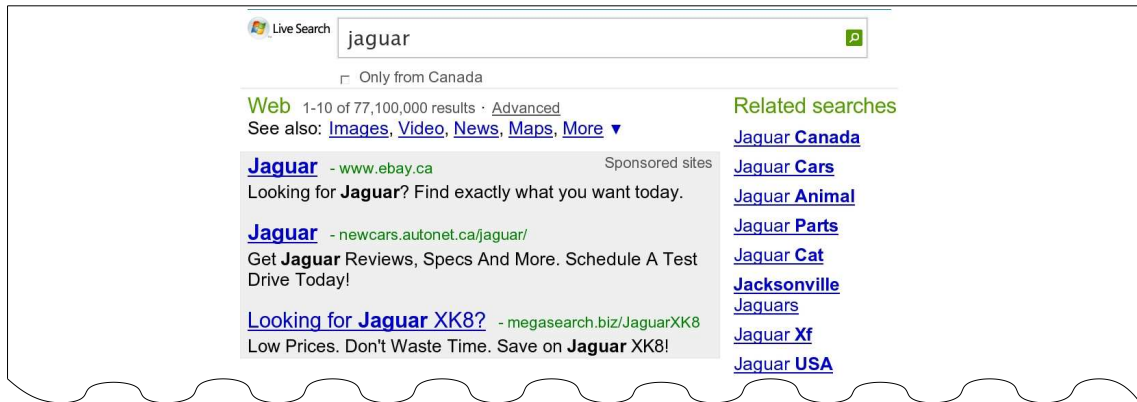 Live Search
jaguar
Only from Canada
Web 1-10 of 77,100,000 results · Advanced
See also: Images, Video, News, Maps, More ▼
Jaguar - www.ebay.ca Sponsored sites
Looking for Jaguar? Find exactly what you want today.
Jaguar - newcars.autonet.ca/jaguar/
Get Jaguar Reviews, Specs And More. Schedule A Test
Drive Today!
Looking for Jaguar XK8? - megasearch.biz/JaguarXK8
Low Prices. Don't Waste Time. Save on Jaguar XK8!
Related searches
Jaguar Canada
Jaguar Cars
Jaguar Animal
Jaguar Parts
Jaguar Cat
Jacksonville
Jaguars
Jaguar Xf
Jaguar USA